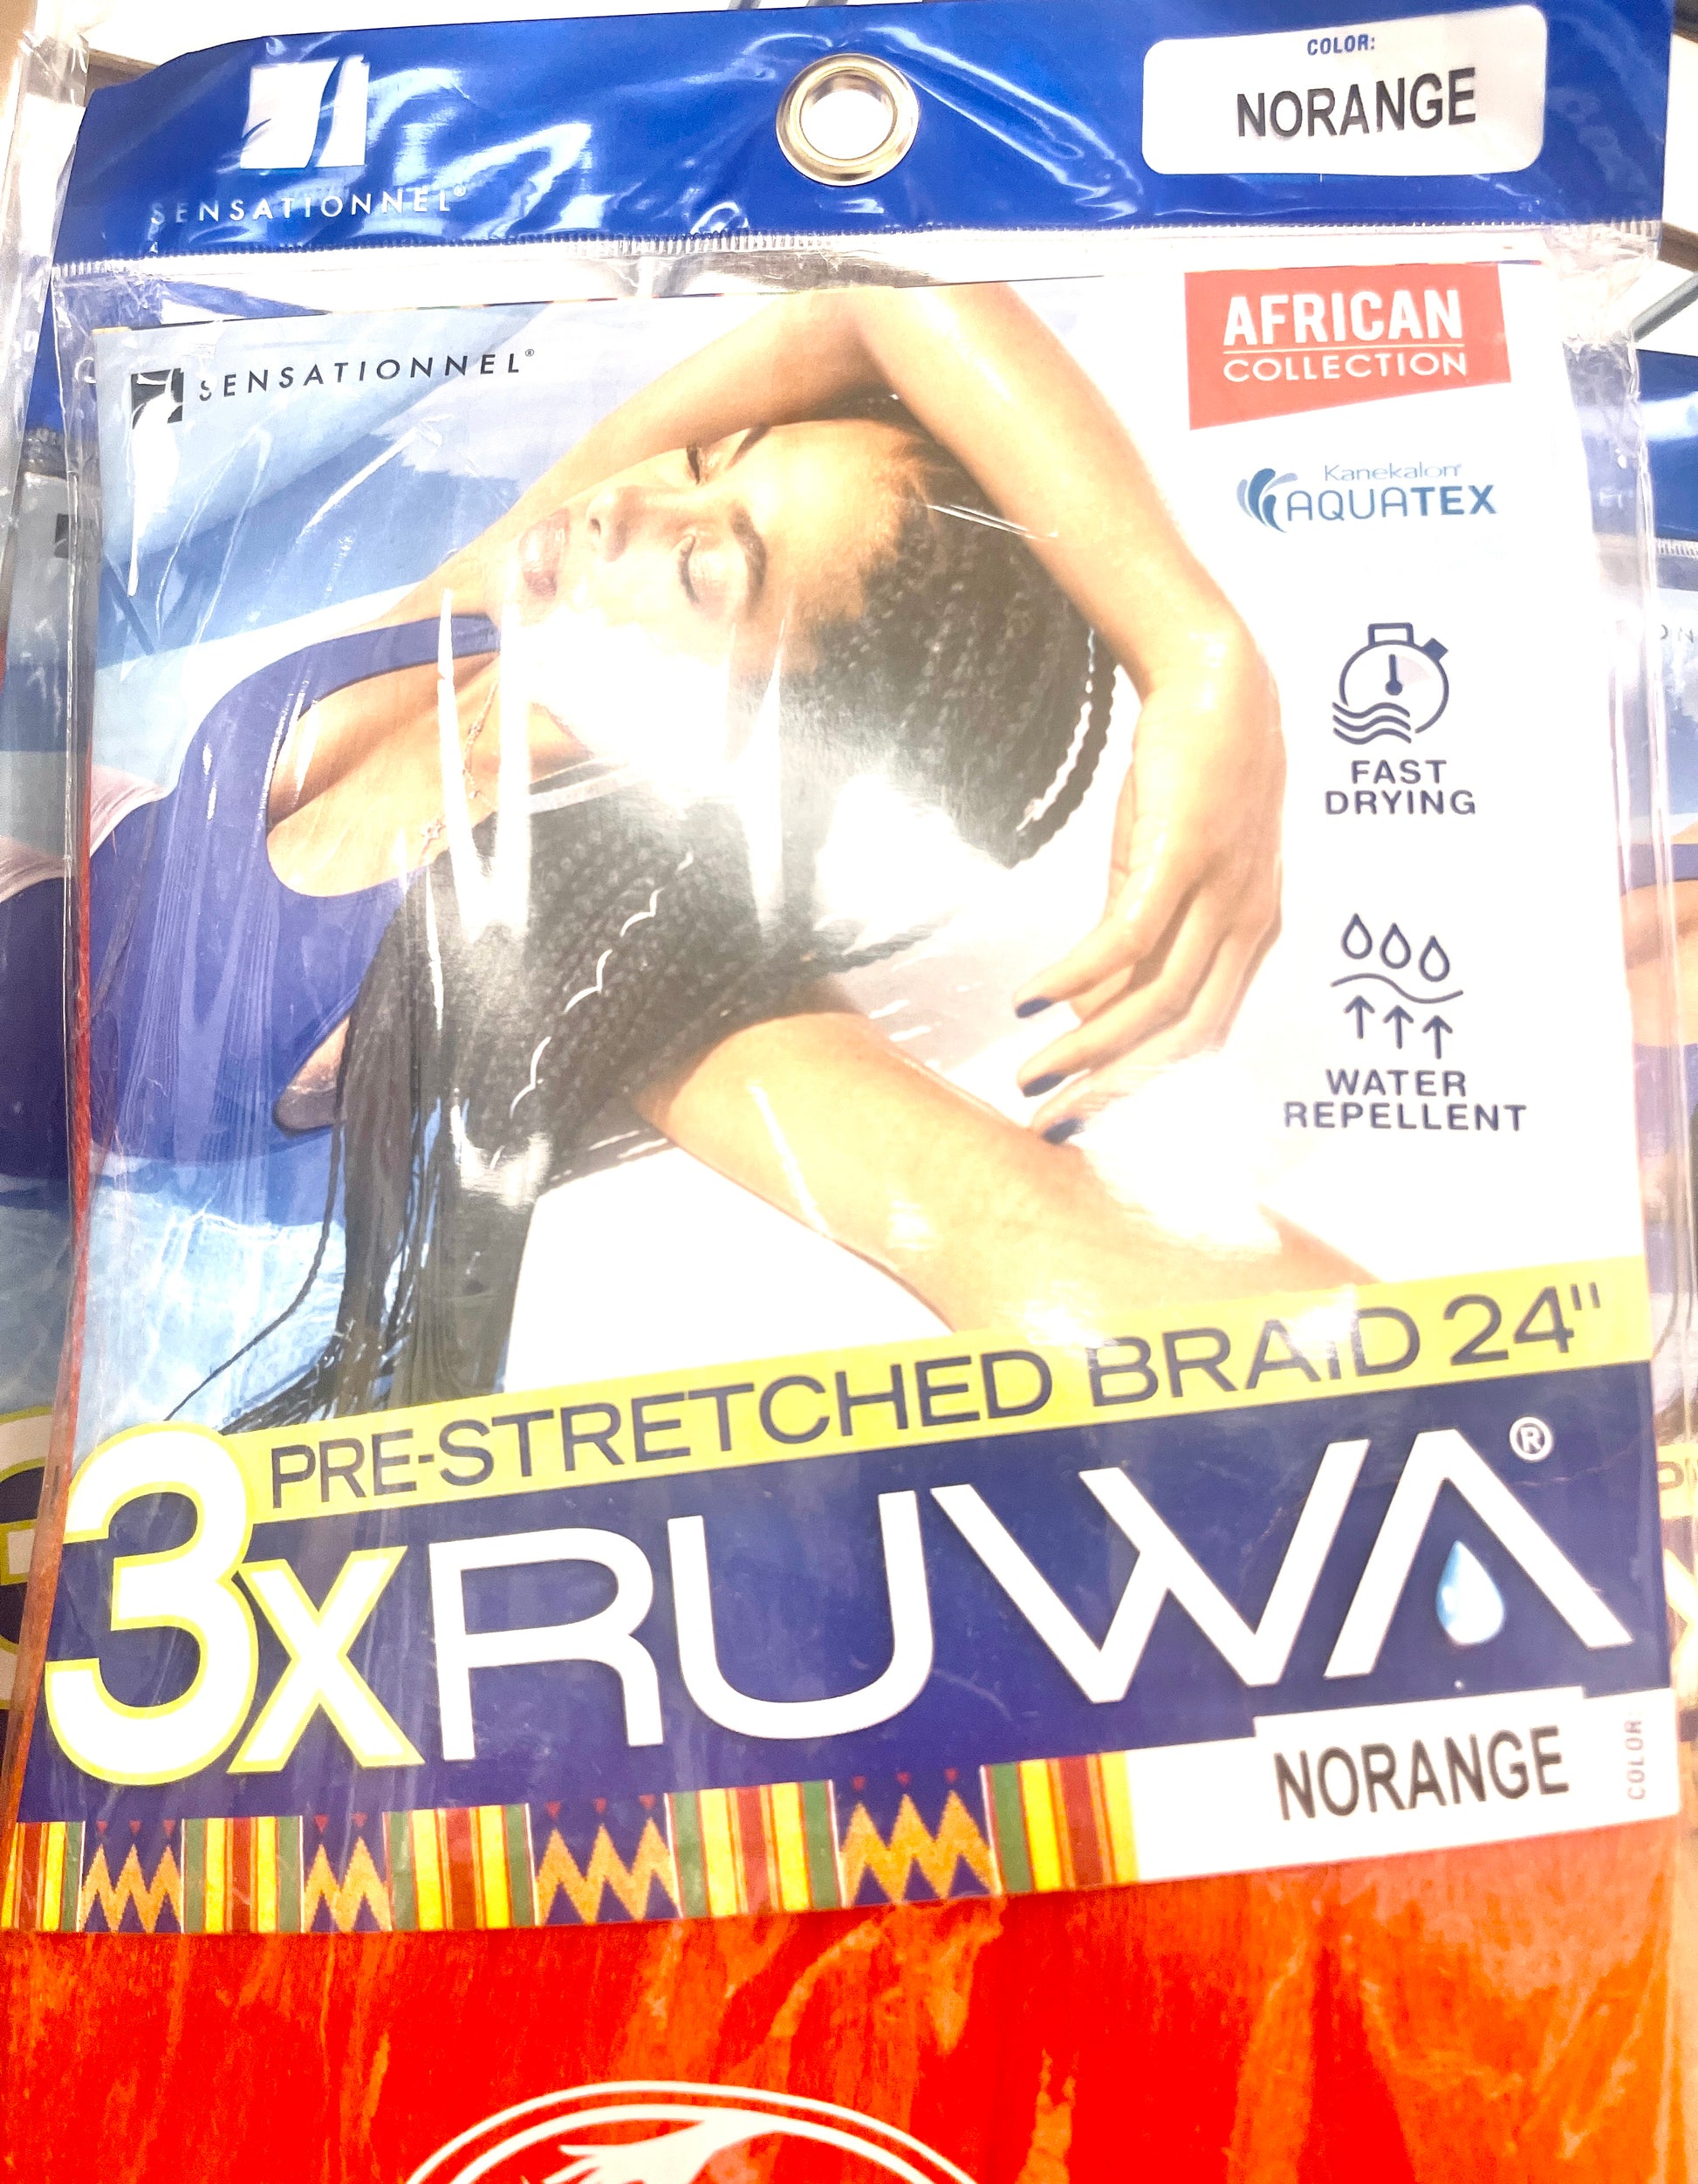 COLOR:
NORANGE
SENSATIONNEL®
SENSATIONNEL®
AFRICAN
COLLECTION
Kanekalon®
AQUATEX
FAST
DRYING
WATER
REPELLENT
PRE-STRETCHED BRAID 24"
3X RUWA®
NORANGE
COLOR